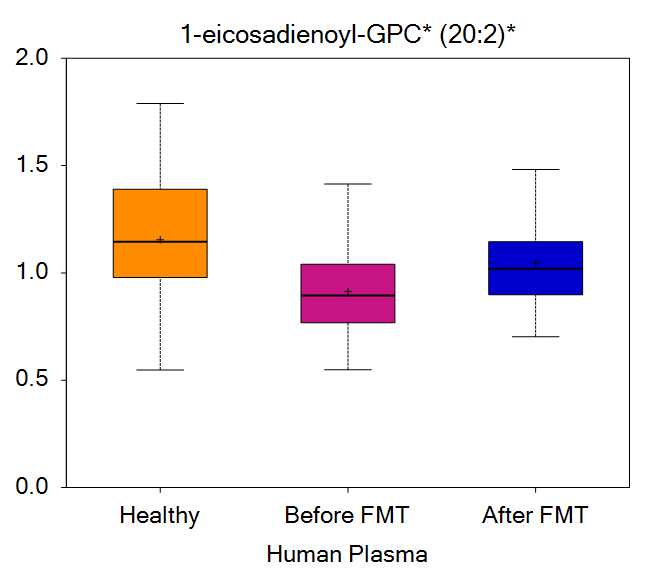 1-eicosadienoyl-GPC* (20:2)*
2.0
1.5
1.0
0.5
0.0
Healthy Before FMT After FMT
Human Plasma